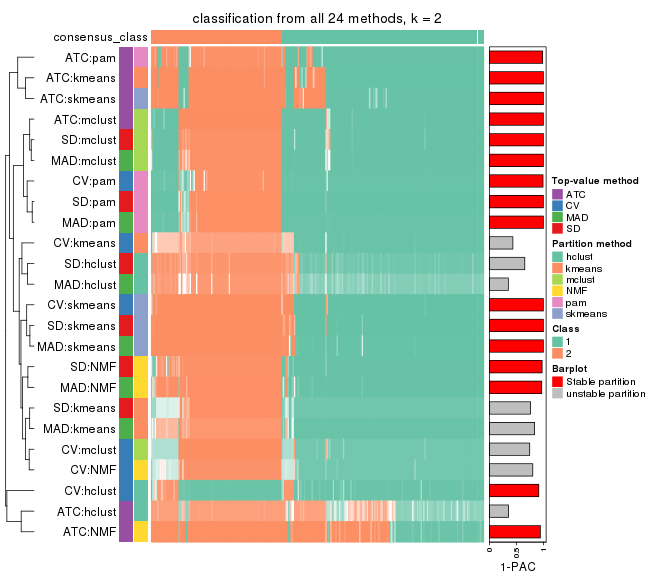 classification from all 24 methods, k = 2
consensus_class
ATC:pam
ATC:kmeans
ATC:skmeans
ATC:mclust
SD:mclust
MAD:mclust
CV:pam
SD:pam
MAD:pam
CV:kmeans
SD:hclust
MAD:hclust
CV:skmeans
SD:skmeans
MAD:skmeans
SD:NMF
MAD:NMF
SD:kmeans
MAD:kmeans
CV:mclust
CV:NMF
CV:hclust
ATC:hclust
ATC:NMF
0
0.5
1
1-PAC
Top-value method
ATC
CV
MAD
SD
Partition method
hclust
kmeans
mclust
NMF
pam
skmeans
Class
1
2
Barplot
Stable partition
unstable partition